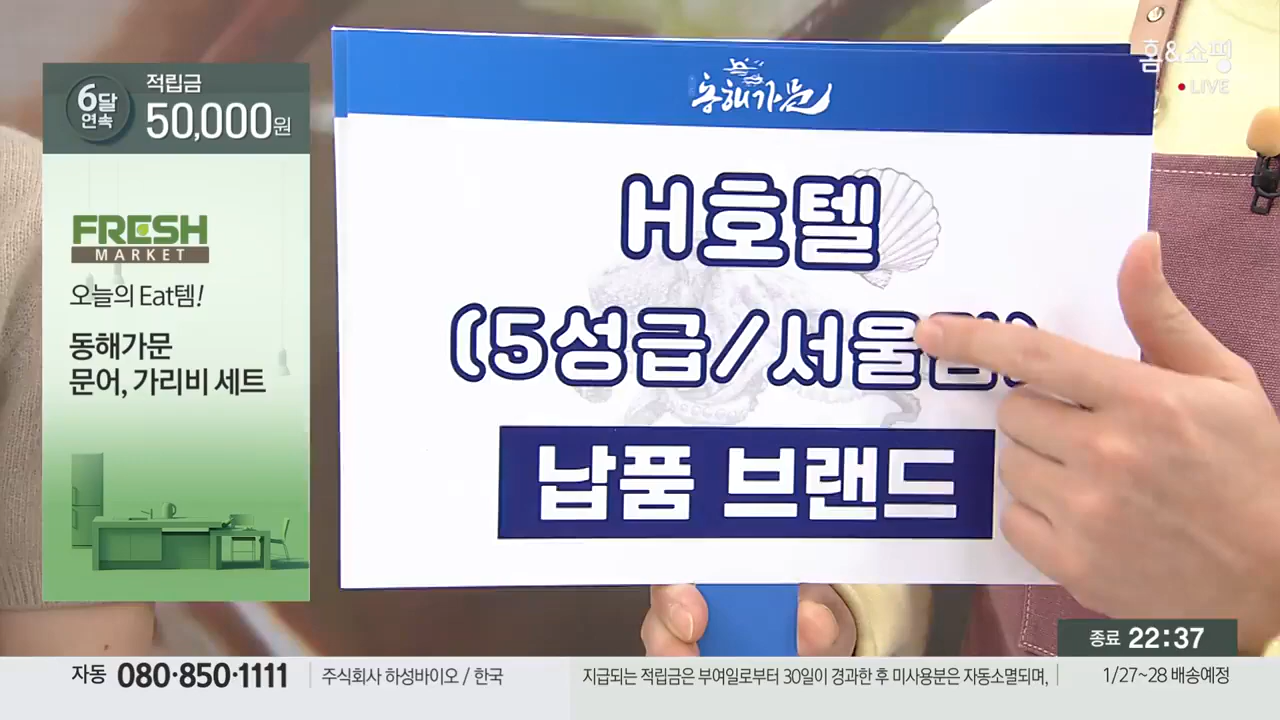 홈&쇼핑
LIVE
6달
연속
적립금
50,000원
FRESH
MARKET
오늘의 Eat템!
동해가문
문어, 가리비 세트
동해가문
H호텔
(5성급/서울
납품 브랜드
종료 22:37
자동 080·850·1111
주식회사 하성바이오 / 한국
지급되는 적립금은 부여일로부터 30일이 경과한 후 미사용분은 자동소멸되며,
1/27~28 배송예정